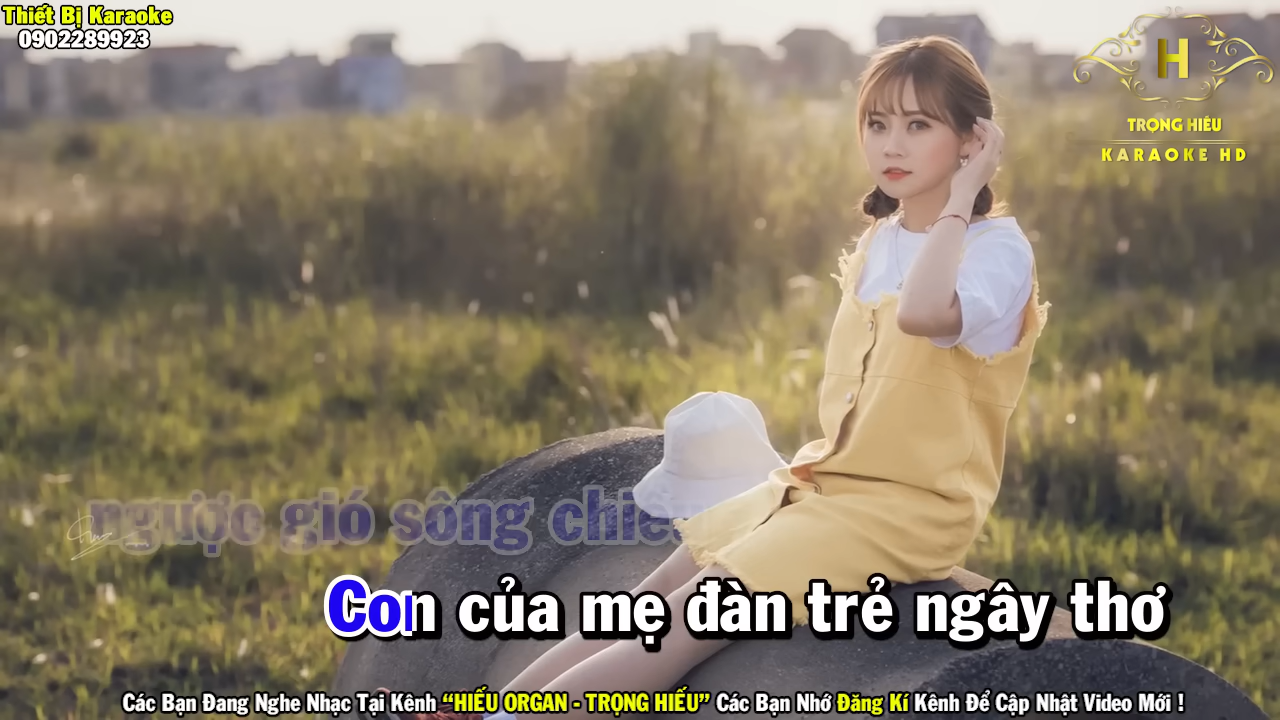 Thiết Bị Karaoke
0902289923
H
TRỌNG HIẾU
KARAOKE HD
ngược gió sông chiều
Con của mẹ đàn trẻ ngây thơ
Các Bạn Đang Nghe Nhạc Tại Kênh “HIẾU ORGAN - TRỌNG HIẾU” Các Bạn Nhớ Đăng Kí Kênh Để Cập Nhật Video Mới !